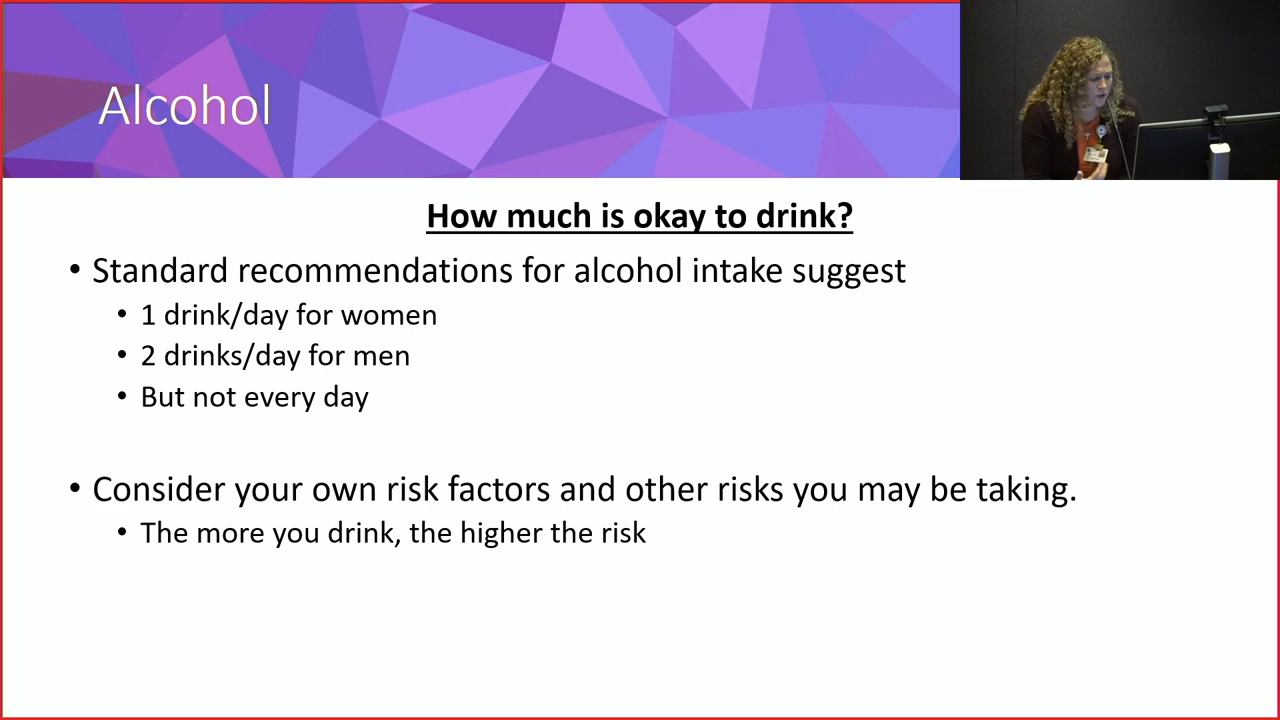 Alcohol
How much is okay to drink?
• Standard recommendations for alcohol intake suggest
• 1 drink/day for women
• 2 drinks/day for men
• But not every day
• Consider your own risk factors and other risks you may be taking.
• The more you drink, the higher the risk